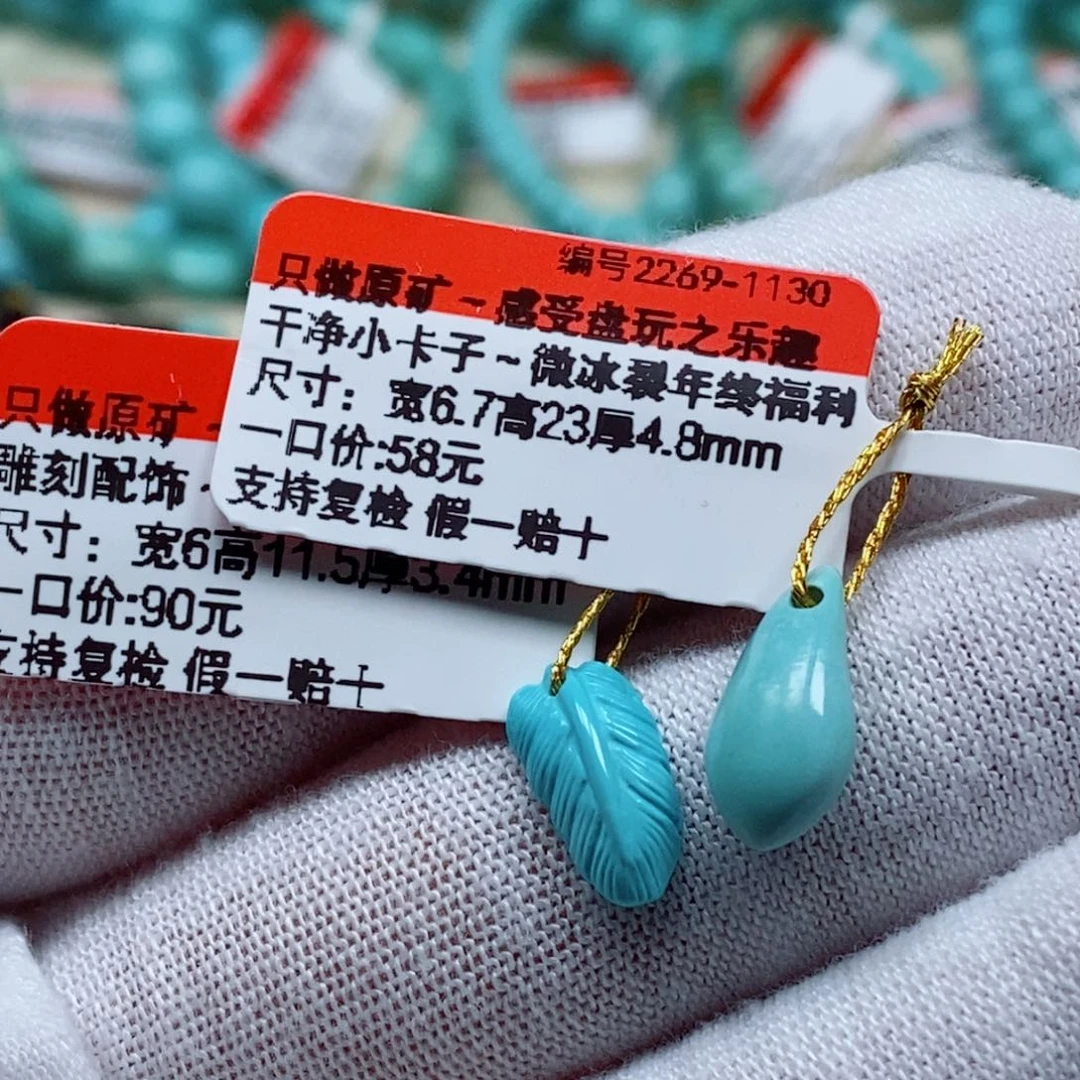 编号2269-1130
只做原矿~感受盘玩之乐趣
干净小卡子~微冰裂年终福利
尺寸：宽6.7高23厚4.8mm
一口价:58元
支持复检 假一赔十
只做原矿~
雕刻配饰
尺寸：宽6高11.5厚3.4mm
一口价:90元
支持复检 假一赔十